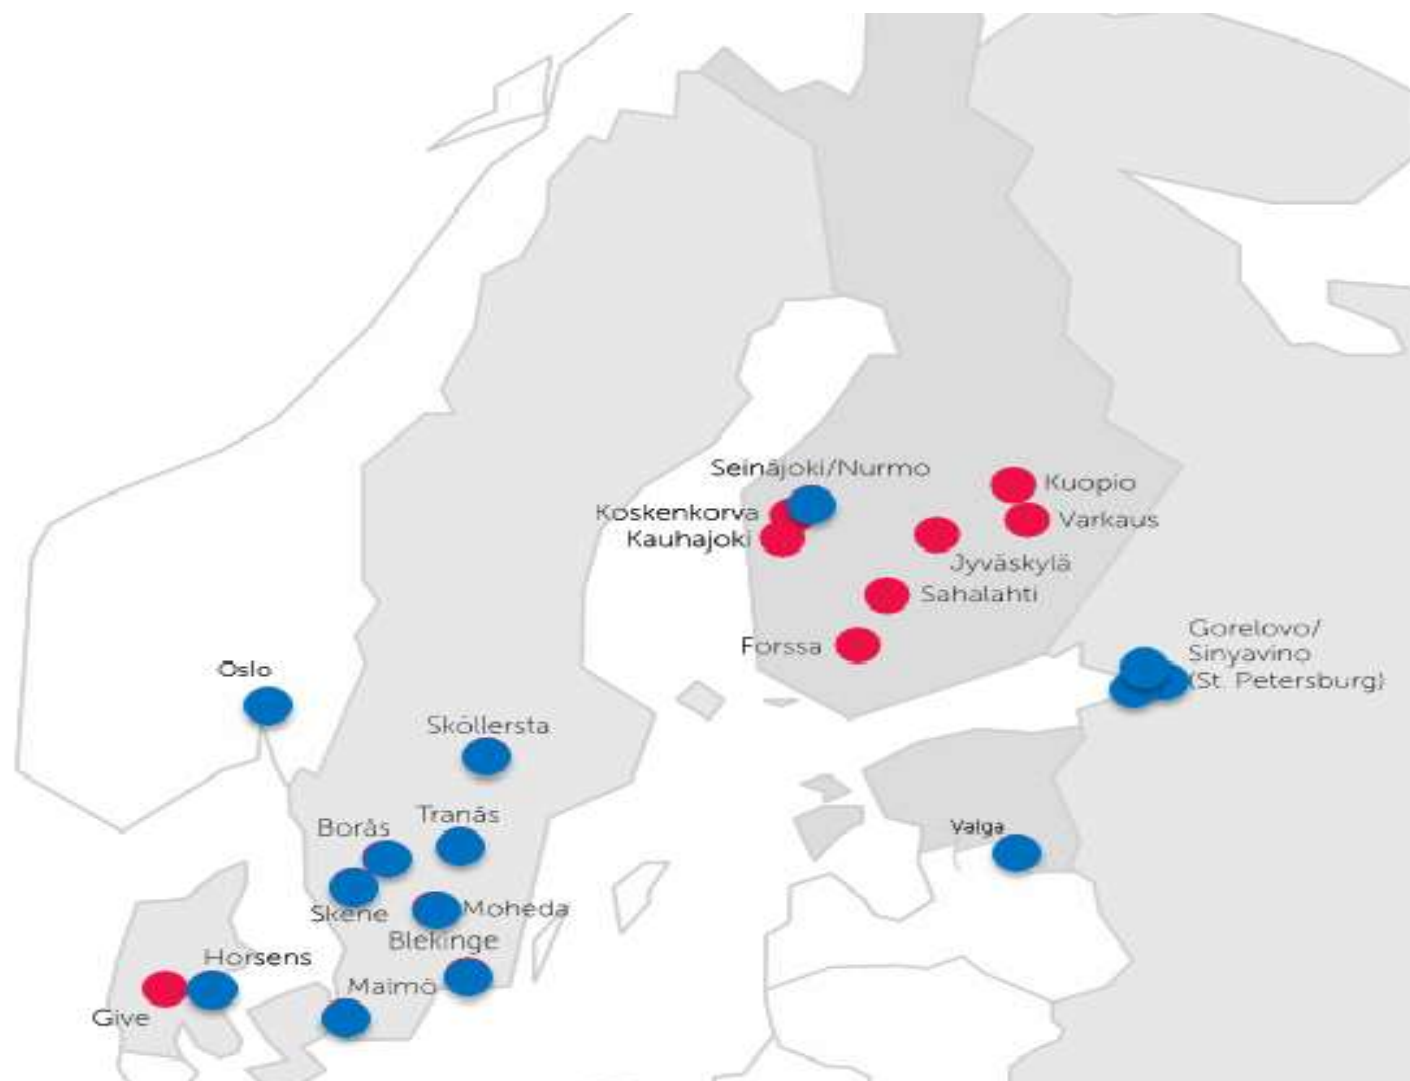 Seinäjoki/Nurmo
Kuopio
Koskenkorva
Varkaus
Kauhajoki
Jyväskylä
Sahalahti
Forssa
Gorelovo/
Sinyavino
(St. Petersburg)
Oslo
Sköllersta
Tranås
Borås
Valga
Skene
Moheda
Blekinge
Horsens
Malmö
Give